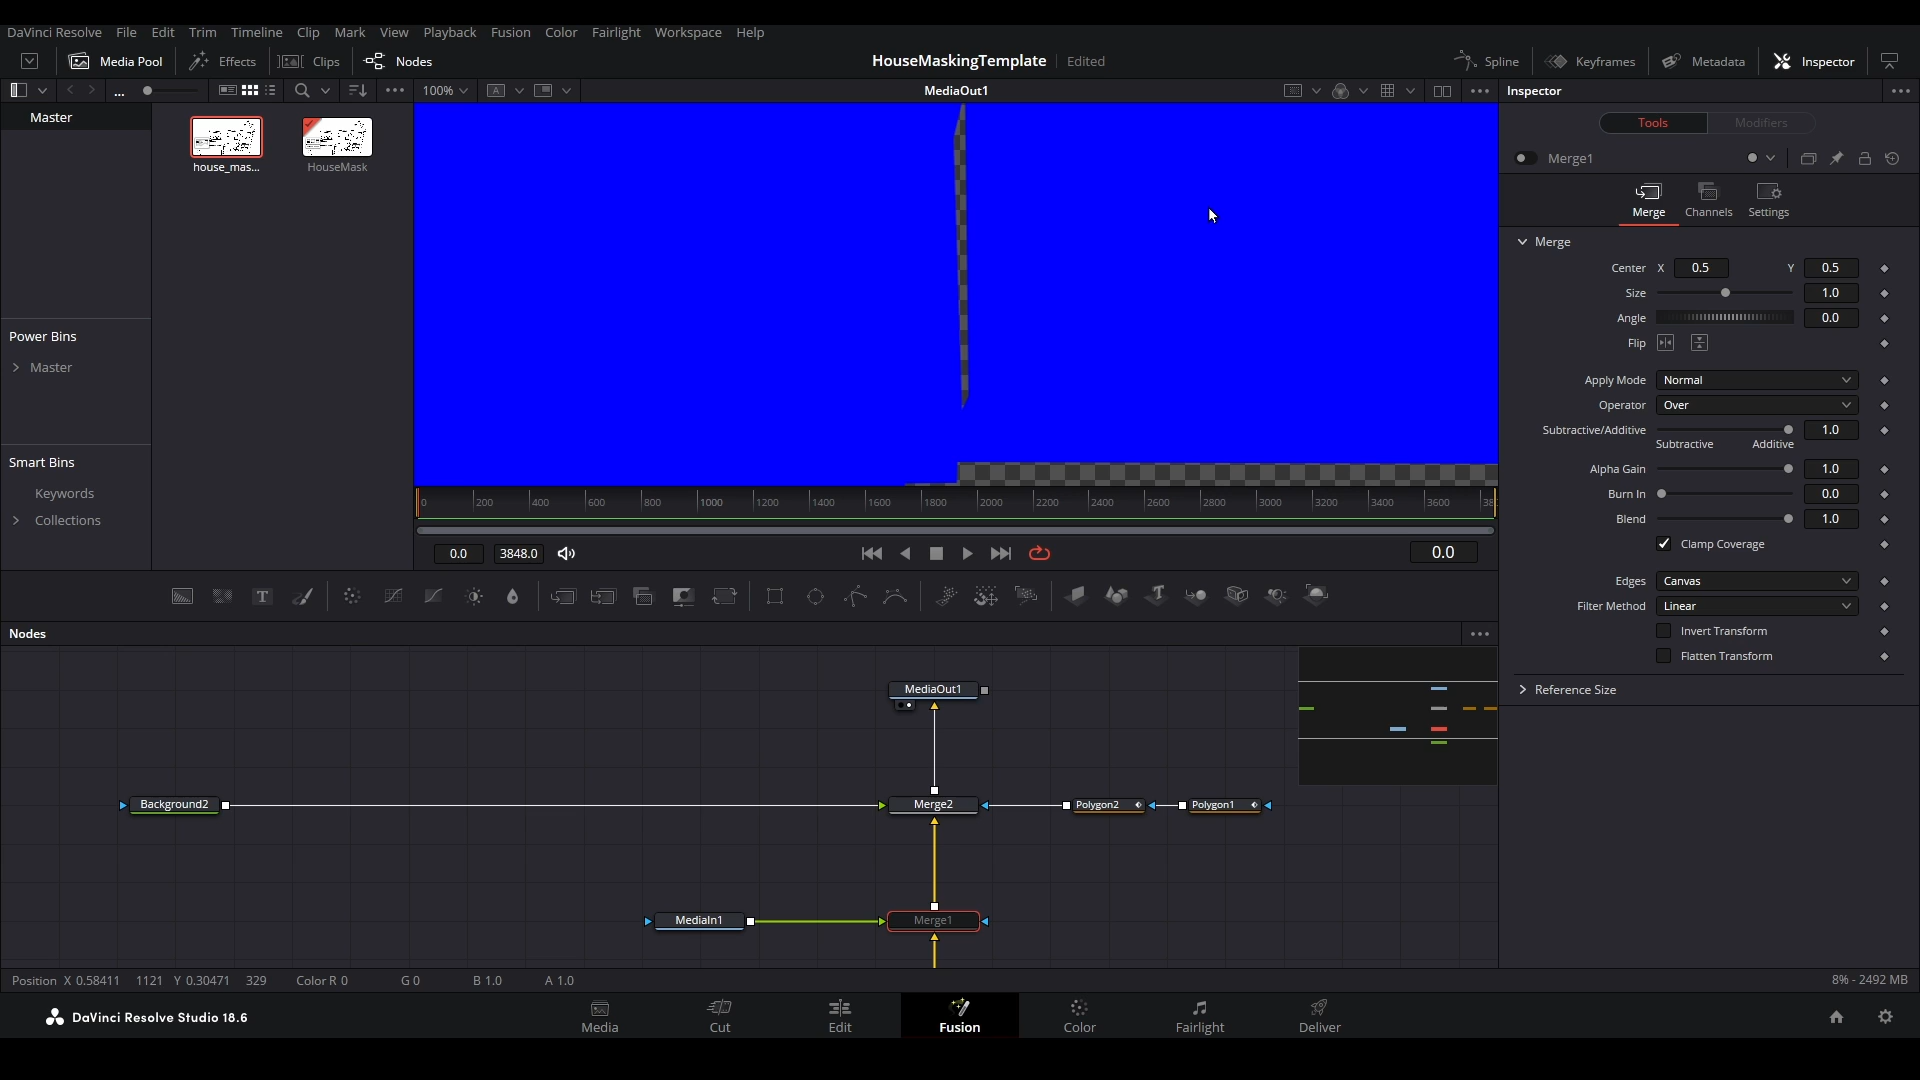 DaVinci Resolve File Edit Trim Timeline Clip Mark View Playback Fusion Color Fairlight Workspace Help
Media Pool Effects Clips Nodes HouseMaskingTemplate Edited Spline Keyframes Metadata Inspector
... 100% A MediaOut1 Inspector
Master
house_mas...
HouseMask
Power Bins
Master
Smart Bins
Keywords
Collections
0 200 400 600 800 1000 1200 1400 1600 1800 2000 2200 2400 2600 2800 3000 3200 3400 3600 38
0.0 3848.0 0.0
T
Tools Modifiers
Merge1
Merge Channels Settings
Merge
Center X 0.5 Y 0.5
Size 1.0
Angle 0.0
Flip
Apply Mode Normal
Operator Over
Subtractive/Additive 1.0
Subtractive Additive
Alpha Gain 1.0
Burn In 0.0
Blend 1.0
Clamp Coverage
Edges Canvas
Filter Method Linear
Invert Transform
Flatten Transform
Reference Size
Nodes
MediaOut1
Background2 Merge2 Polygon2 Polygon1
MediaIn1 Merge1
Position X 0.58411 1121 Y 0.30471 329 Color R 0 G 0 B 1.0 A 1.0 8% - 2492 MB
DaVinci Resolve Studio 18.6 Media Cut Edit Fusion Color Fairlight Deliver